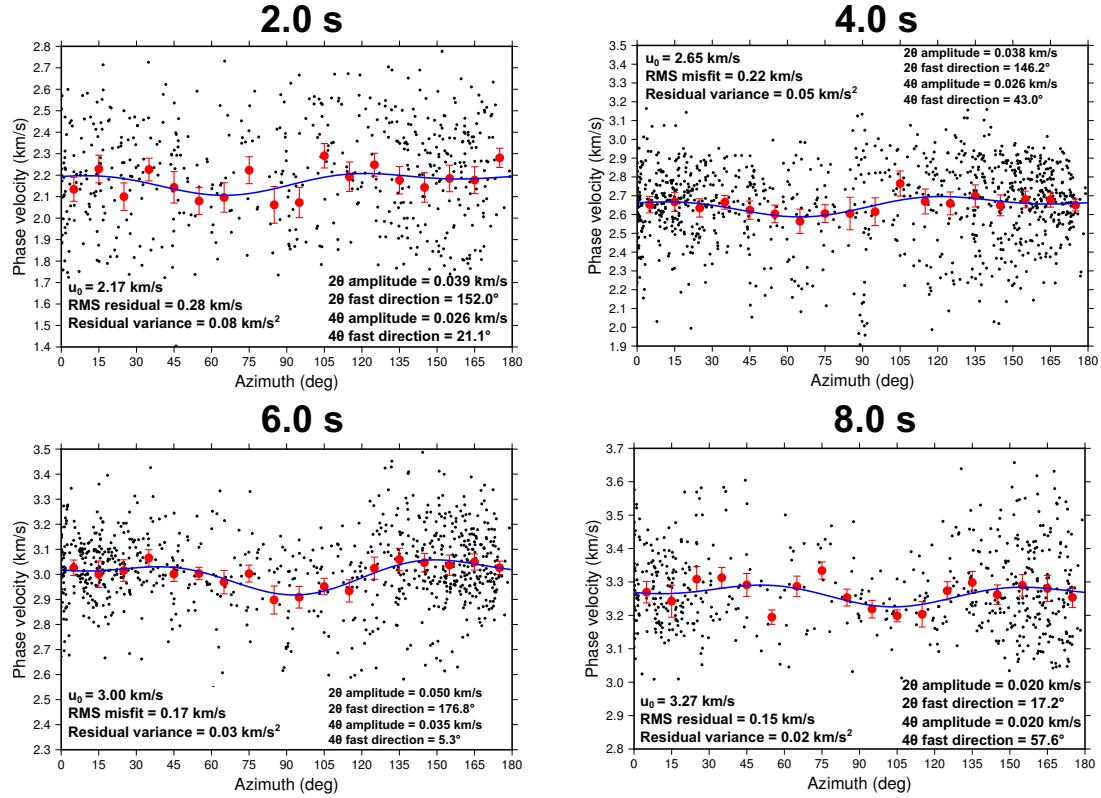 2.0 s
2.8
2.7
2.6
2.5
2.4
2.3
2.2
2.1
2.0
1.9
1.8
1.7
1.6
1.5
1.4
Phase velocity (km/s)
u0 = 2.17 km/s
RMS residual = 0.28 km/s
Residual variance = 0.08 km/s²
2θ amplitude = 0.039 km/s
2θ fast direction = 152.0°
4θ amplitude = 0.026 km/s
4θ fast direction = 21.1°
0 15 30 45 60 75 90 105 120 135 150 165 180
Azimuth (deg)
4.0 s
3.5
3.4
3.3
3.2
3.1
3.0
2.9
2.8
2.7
2.6
2.5
2.4
2.3
2.2
2.1
2.0
1.9
Phase velocity (km/s)
u0 = 2.65 km/s
RMS misfit = 0.22 km/s
Residual variance = 0.05 km/s²
2θ amplitude = 0.038 km/s
2θ fast direction = 146.2°
4θ amplitude = 0.026 km/s
4θ fast direction = 43.0°
0 15 30 45 60 75 90 105 120 135 150 165 180
Azimuth (deg)
6.0 s
3.5
3.4
3.3
3.2
3.1
3.0
2.9
2.8
2.7
2.6
2.5
2.4
2.3
Phase velocity (km/s)
u0 = 3.00 km/s
RMS misfit = 0.17 km/s
Residual variance = 0.03 km/s²
2θ amplitude = 0.050 km/s
2θ fast direction = 176.8°
4θ amplitude = 0.035 km/s
4θ fast direction = 5.3°
0 15 30 45 60 75 90 105 120 135 150 165 180
Azimuth (deg)
8.0 s
3.7
3.6
3.5
3.4
3.3
3.2
3.1
3.0
2.9
2.8
Phase velocity (km/s)
u0 = 3.27 km/s
RMS residual = 0.15 km/s
Residual variance = 0.02 km/s²
2θ amplitude = 0.020 km/s
2θ fast direction = 17.2°
4θ amplitude = 0.020 km/s
4θ fast direction = 57.6°
0 15 30 45 60 75 90 105 120 135 150 165 180
Azimuth (deg)